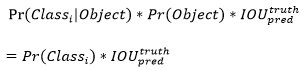 Pr(Class_i|Object) * Pr(Object) * IOU_pred^truth
= Pr(Class_i) * IOU_pred^truth